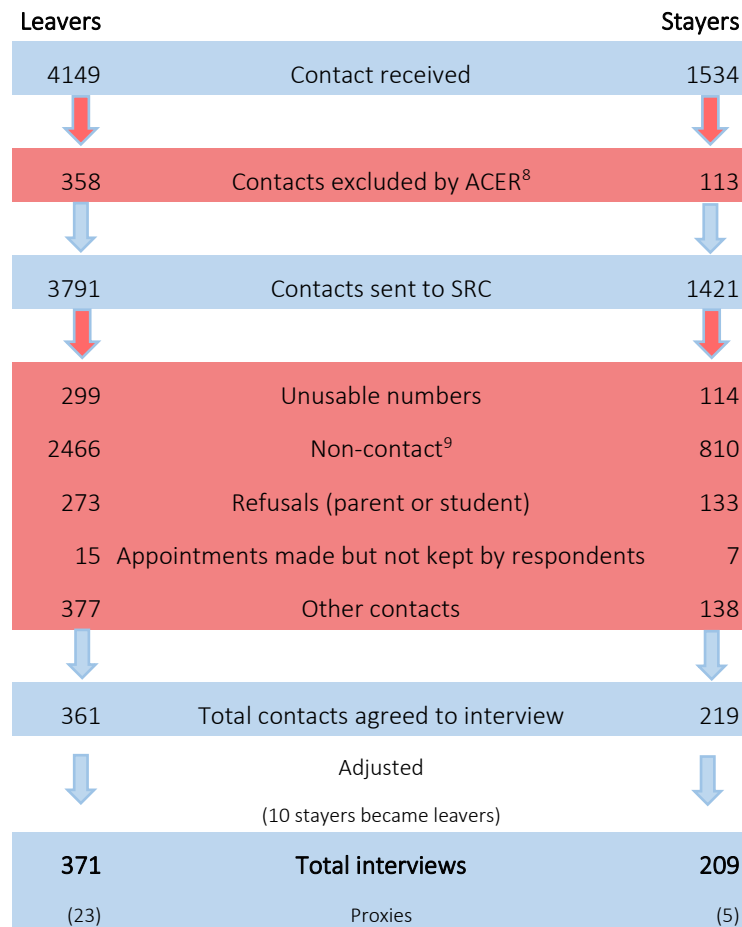 Leavers Stayers
4149 Contact received 1534
358 Contacts excluded by ACER⁸ 113
3791 Contacts sent to SRC 1421
299 Unusable numbers 114
2466 Non-contact⁹ 810
273 Refusals (parent or student) 133
15 Appointments made but not kept by respondents 7
377 Other contacts 138
361 Total contacts agreed to interview 219
Adjusted
(10 stayers became leavers)
371 Total interviews 209
(23) Proxies (5)